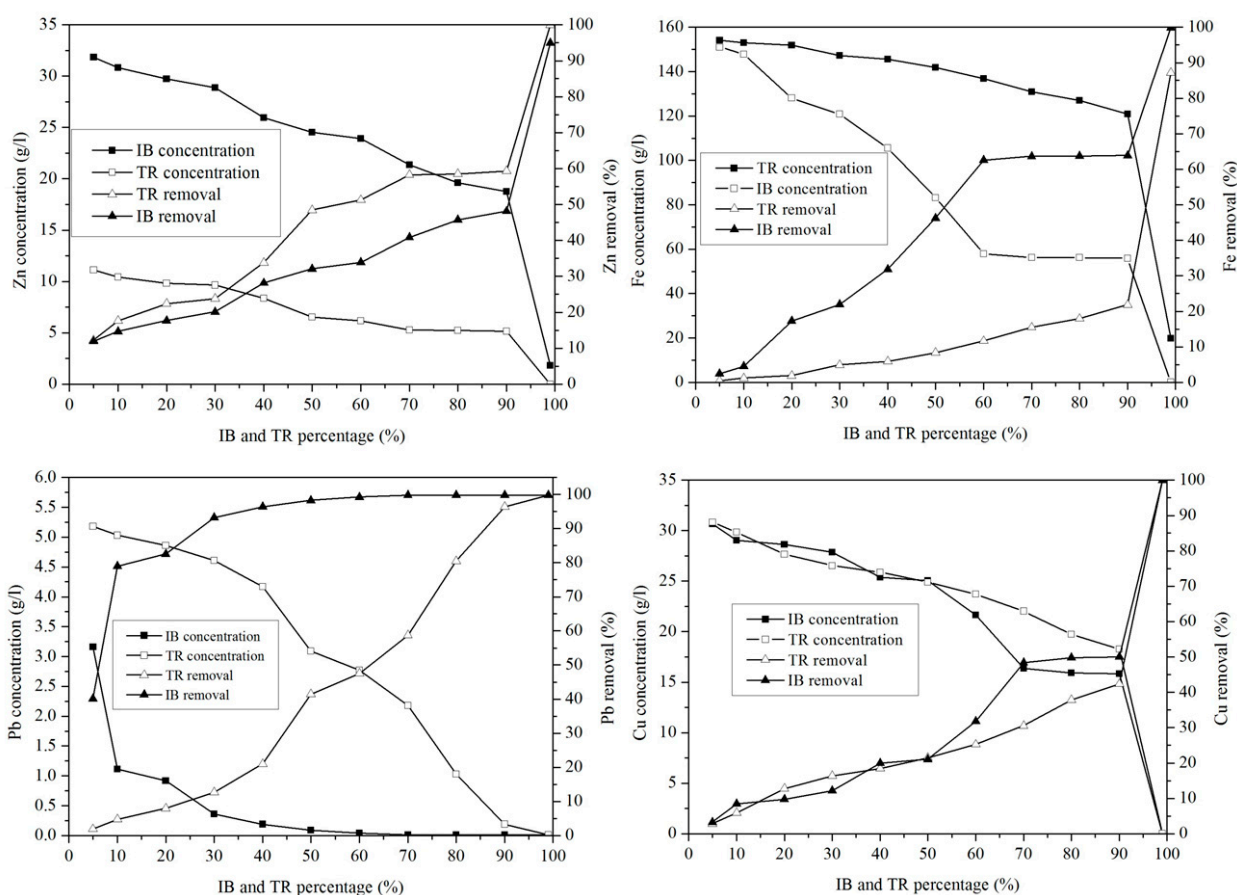 35
30
25
20
15
10
5
0
Zn concentration (g/l)
IB concentration
TR concentration
TR removal
IB removal
100
90
80
70
60
50
40
30
20
10
0
Zn removal (%)
0 10 20 30 40 50 60 70 80 90 100
IB and TR percentage (%)
160
140
120
100
80
60
40
20
0
Fe concentration (g/l)
TR concentration
IB concentration
TR removal
IB removal
100
90
80
70
60
50
40
30
20
10
0
Fe removal (%)
0 10 20 30 40 50 60 70 80 90 100
IB and TR percentage (%)
6.0
5.5
5.0
4.5
4.0
3.5
3.0
2.5
2.0
1.5
1.0
0.5
0.0
Pb concentration (g/l)
IB concentration
TR concentration
TR removal
IB removal
100
90
80
70
60
50
40
30
20
10
0
Pb removal (%)
0 10 20 30 40 50 60 70 80 90 100
IB and TR percentage (%)
35
30
25
20
15
10
5
0
Cu concentration (g/l)
IB concentration
TR concentration
TR removal
IB removal
100
90
80
70
60
50
40
30
20
10
0
Cu removal (%)
0 10 20 30 40 50 60 70 80 90 100
IB and TR percentage (%)